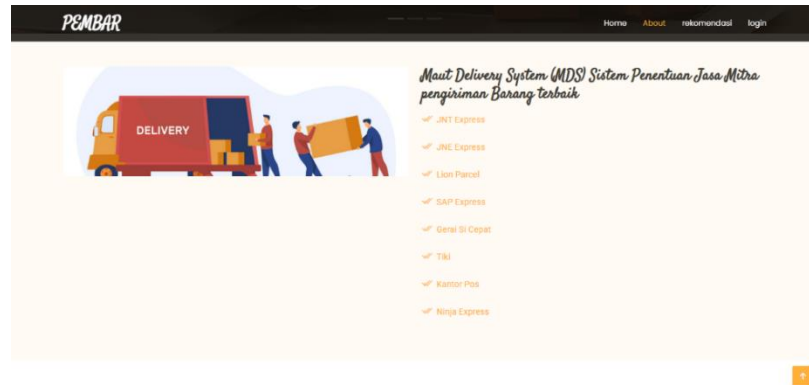 PEMBAR
Home About rekomendasi login
DELIVERY
Maut Delivery System (MDS) Sistem Penentuan Jasa Mitra
pengiriman Barang terbaik
JNT Express
JNE Express
Lion Parcel
SAP Express
Gerai Si Cepat
Tiki
Kantor Pos
Ninja Express